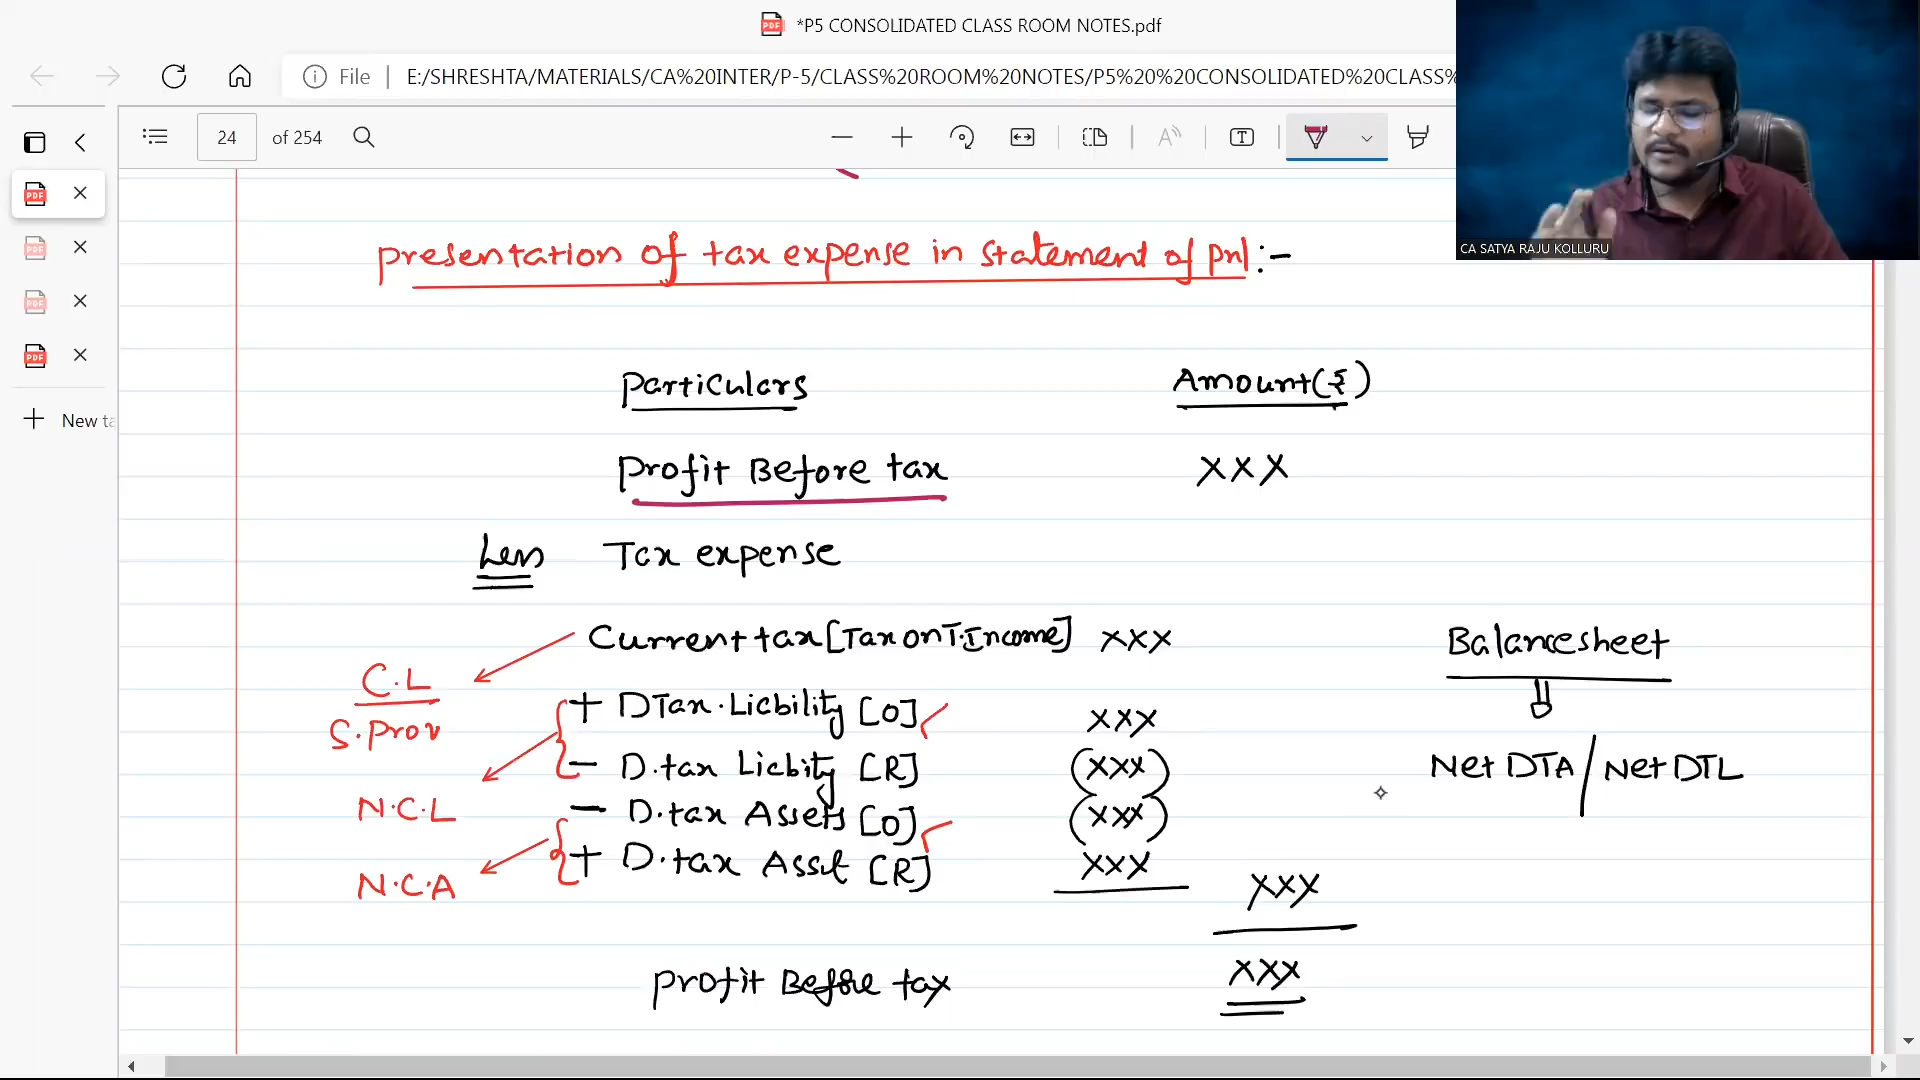 *P5 CONSOLIDATED CLASS ROOM NOTES.pdf
File | E:/SHRESHTA/MATERIALS/CA%20INTER/P-5/CLASS%20ROOM%20NOTES/P5%20%20CONSOLIDATED%20CLASS%
24 of 254
CA SATYA RAJU KOLLURU
New ta
presentation of tax expense in statement of pnl :-
Particulars Amount(₹)
Profit Before tax XXX
Less Tax expense
Current tax [Tax on T.Income] XXX
C.L
S.Prov
+ DTax.Liability [O] XXX
- D.tax Liablity [R] (XXX)
N.C.L
- D.tax Assets [O] (XXX)
+ D.tax Asset [R] XXX
N.C.A
XXX
Profit Before tax XXX
Balancesheet
Net DTA / Net DTL